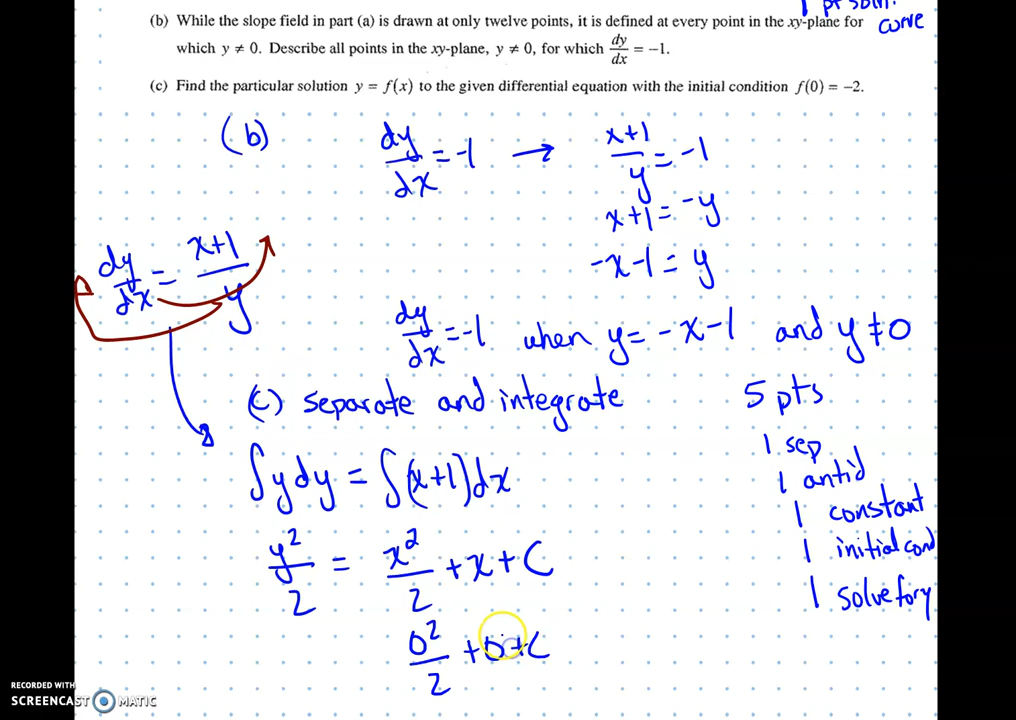 1 pt soln.
curve
(b) While the slope field in part (a) is drawn at only twelve points, it is defined at every point in the xy-plane for
which y ≠ 0. Describe all points in the xy-plane, y ≠ 0, for which dy/dx = −1.
(c) Find the particular solution y = f(x) to the given differential equation with the initial condition f(0) = −2.
(b) dy/dx = -1 → x+1/y = -1
x+1 = -y
-x-1 = y
dy/dx = x+1/y
dy/dx = -1 when y = -x-1 and y ≠ 0
(c) separate and integrate 5 pts
1 sep
∫y dy = ∫(x+1)dx
1 antid
1 constant
y²/2 = x²/2 + x + C
1 initial cond
1 solve for y
0²/2 + 0 + C
RECORDED WITH
SCREENCAST MATIC